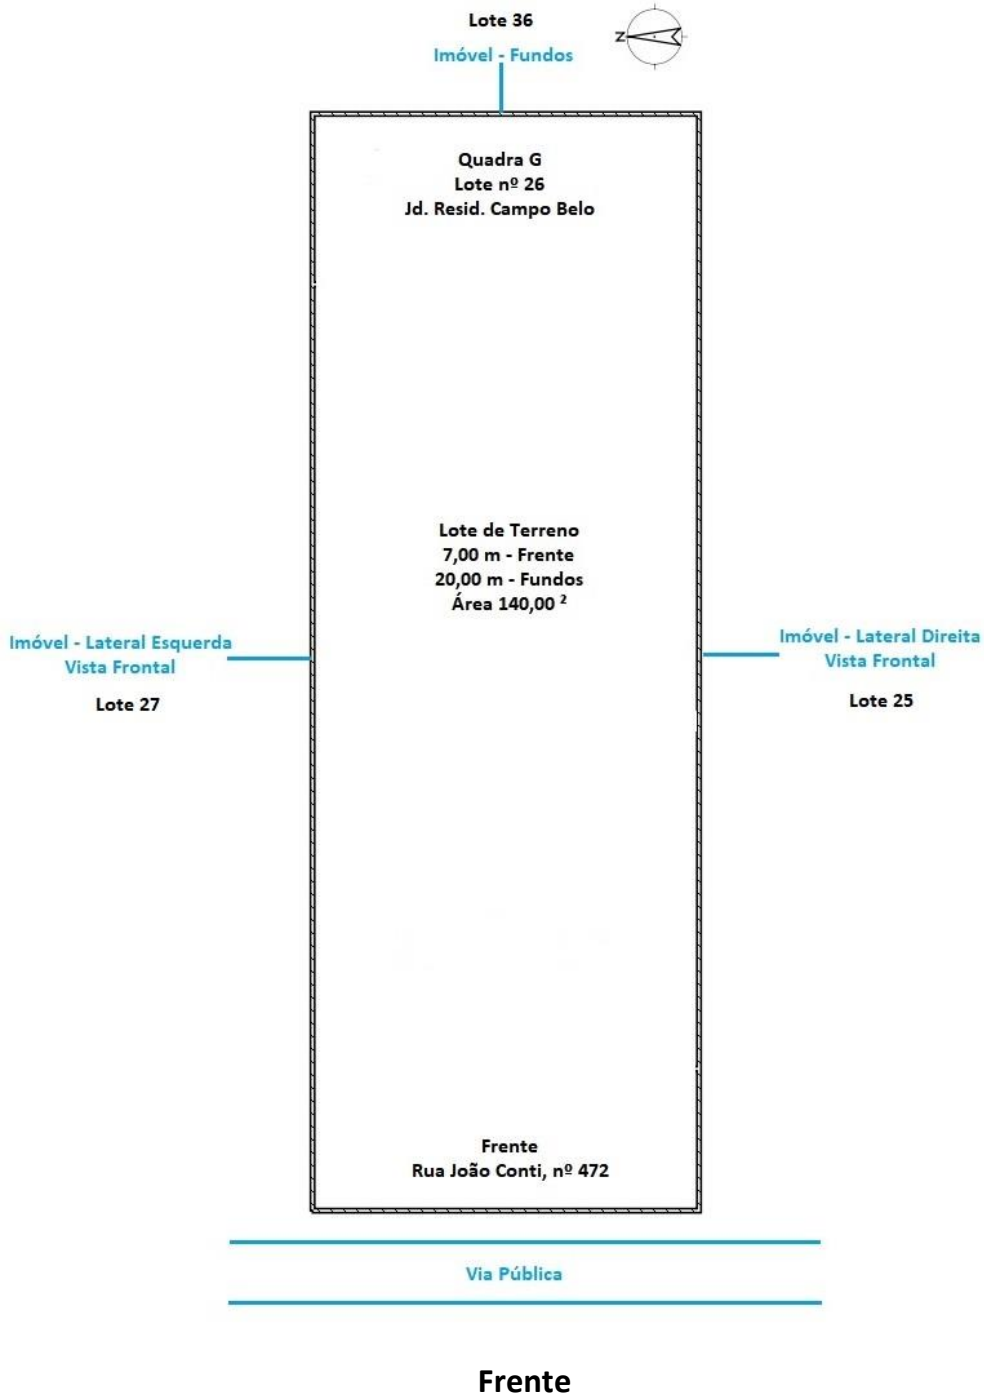 Lote 36
Z
Imóvel - Fundos
Quadra G
Lote nº 26
Jd. Resid. Campo Belo
Lote de Terreno
7,00 m - Frente
20,00 m - Fundos
Área 140,00 ²
Imóvel - Lateral Esquerda
Vista Frontal
Lote 27
Imóvel - Lateral Direita
Vista Frontal
Lote 25
Frente
Rua João Conti, nº 472
Via Pública
Frente